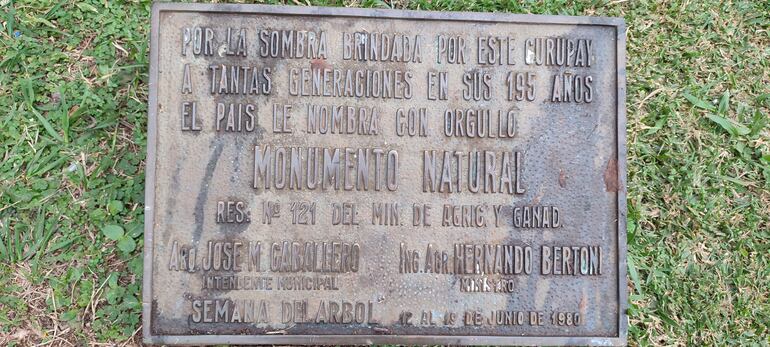 POR LA SOMBRA BRINDADA POR ESTE CURUPAY
A TANTAS GENERACIONES EN SUS 195 AÑOS
EL PAIS LE NOMBRA CON ORGULLO
MONUMENTO NATURAL
RES. Nº 121 DEL MIN. DE AGRIC. Y GANAD.
ARQ. JOSE M. CABALLERO ING. AGR. HERNANDO BERTONI
INTENDENTE MUNICIPAL MINISTRO
SEMANA DEL ARBOL 12 AL 19 DE JUNIO DE 1980